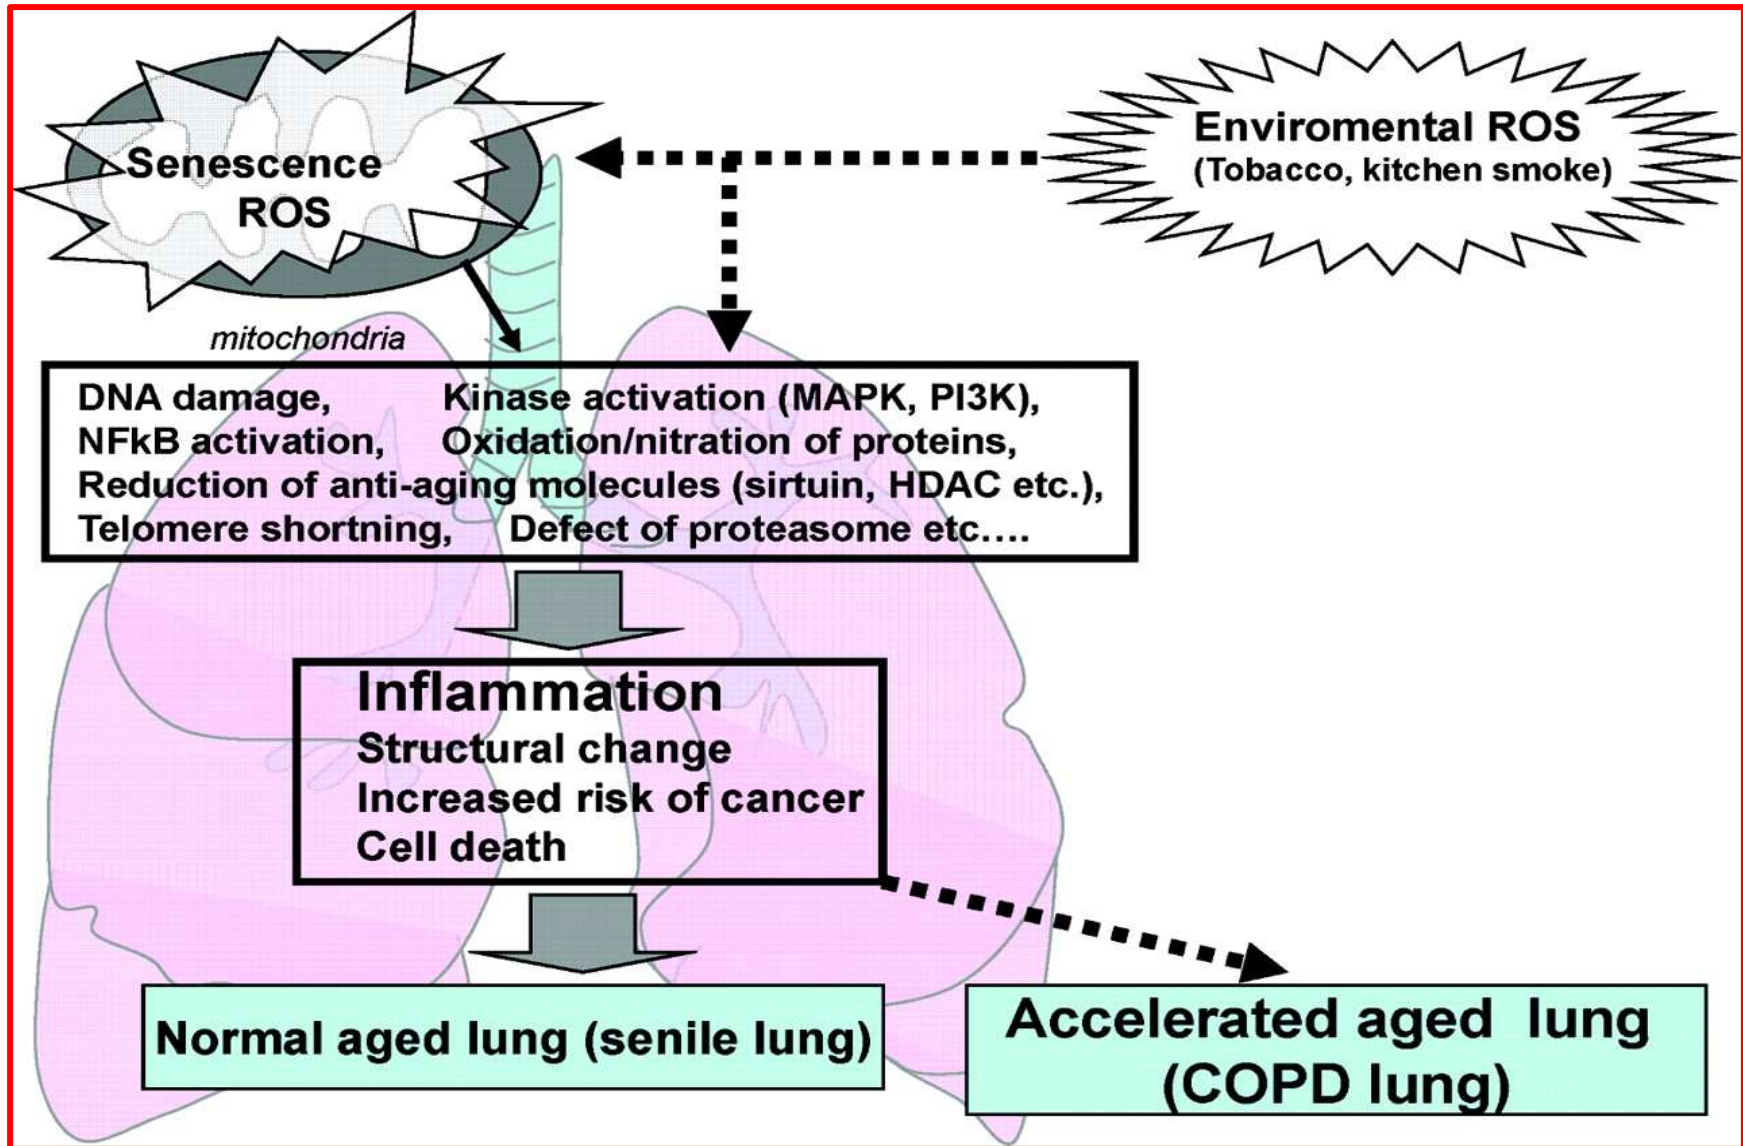 Senescence
ROS
Enviromental ROS
(Tobacco, kitchen smoke)
mitochondria
DNA damage, Kinase activation (MAPK, PI3K),
NFkB activation, Oxidation/nitration of proteins,
Reduction of anti-aging molecules (sirtuin, HDAC etc.),
Telomere shortning, Defect of proteasome etc....
Inflammation
Structural change
Increased risk of cancer
Cell death
Normal aged lung (senile lung)
Accelerated aged lung
(COPD lung)